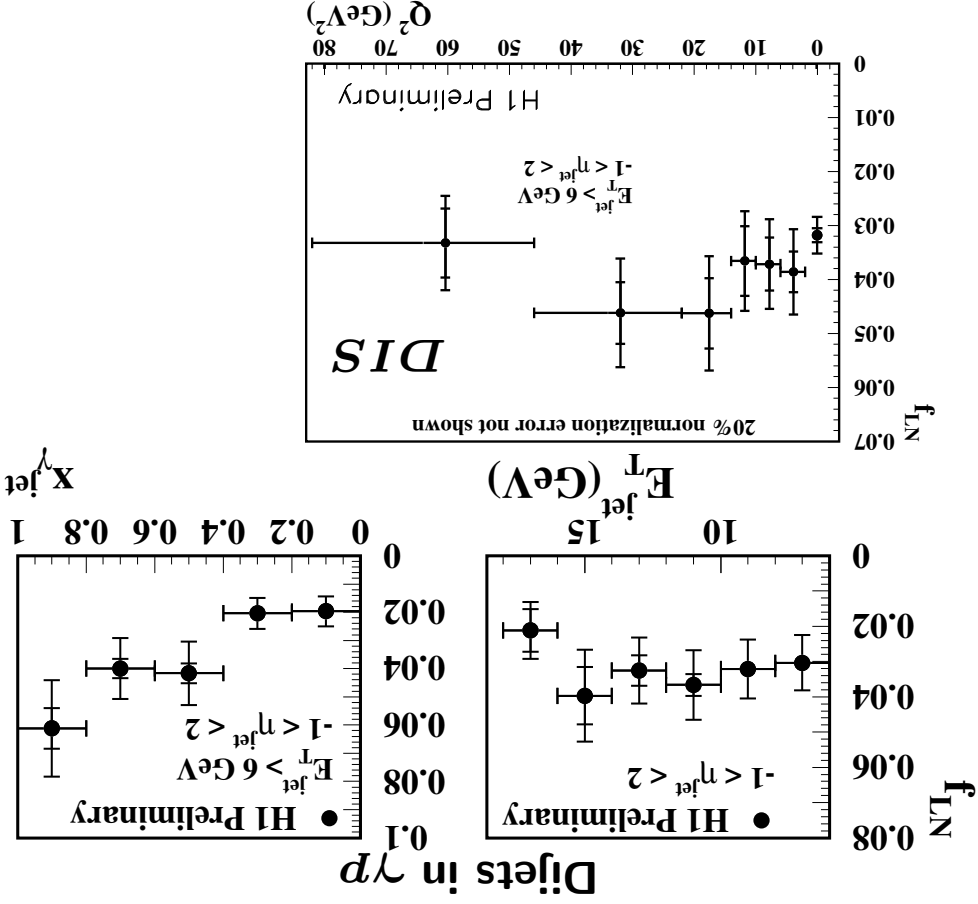 Dijets in γp
f_LN
0.08
0.06
0.04
0.02
0
H1 Preliminary
-1 < η_jet < 2
10 15
E_T^jet (GeV)
0.1
0.08
0.06
0.04
0.02
0
H1 Preliminary
E_T^jet > 6 GeV
-1 < η_jet < 2
0 0.2 0.4 0.6 0.8 1
x_γ^jet
f_LN
0.07
0.06
0.05
0.04
0.03
0.02
0.01
0
20% normalization error not shown
DIS
E_T^jet > 6 GeV
-1 < η_jet < 2
H1 Preliminary
0 10 20 30 40 50 60 70 80
Q² (GeV²)